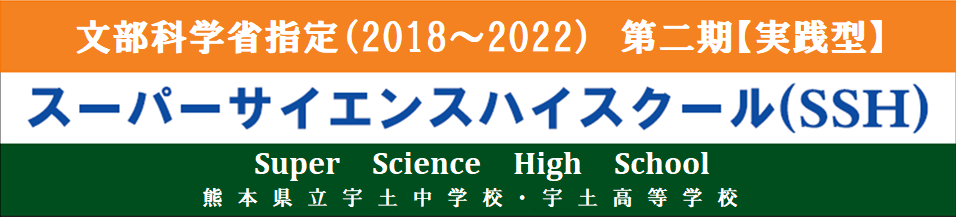 文部科学省指定(2018～2022) 第二期【実践型】
スーパーサイエンスハイスクール(SSH)
Super Science High School
熊本県立宇土中学校・宇土高等学校